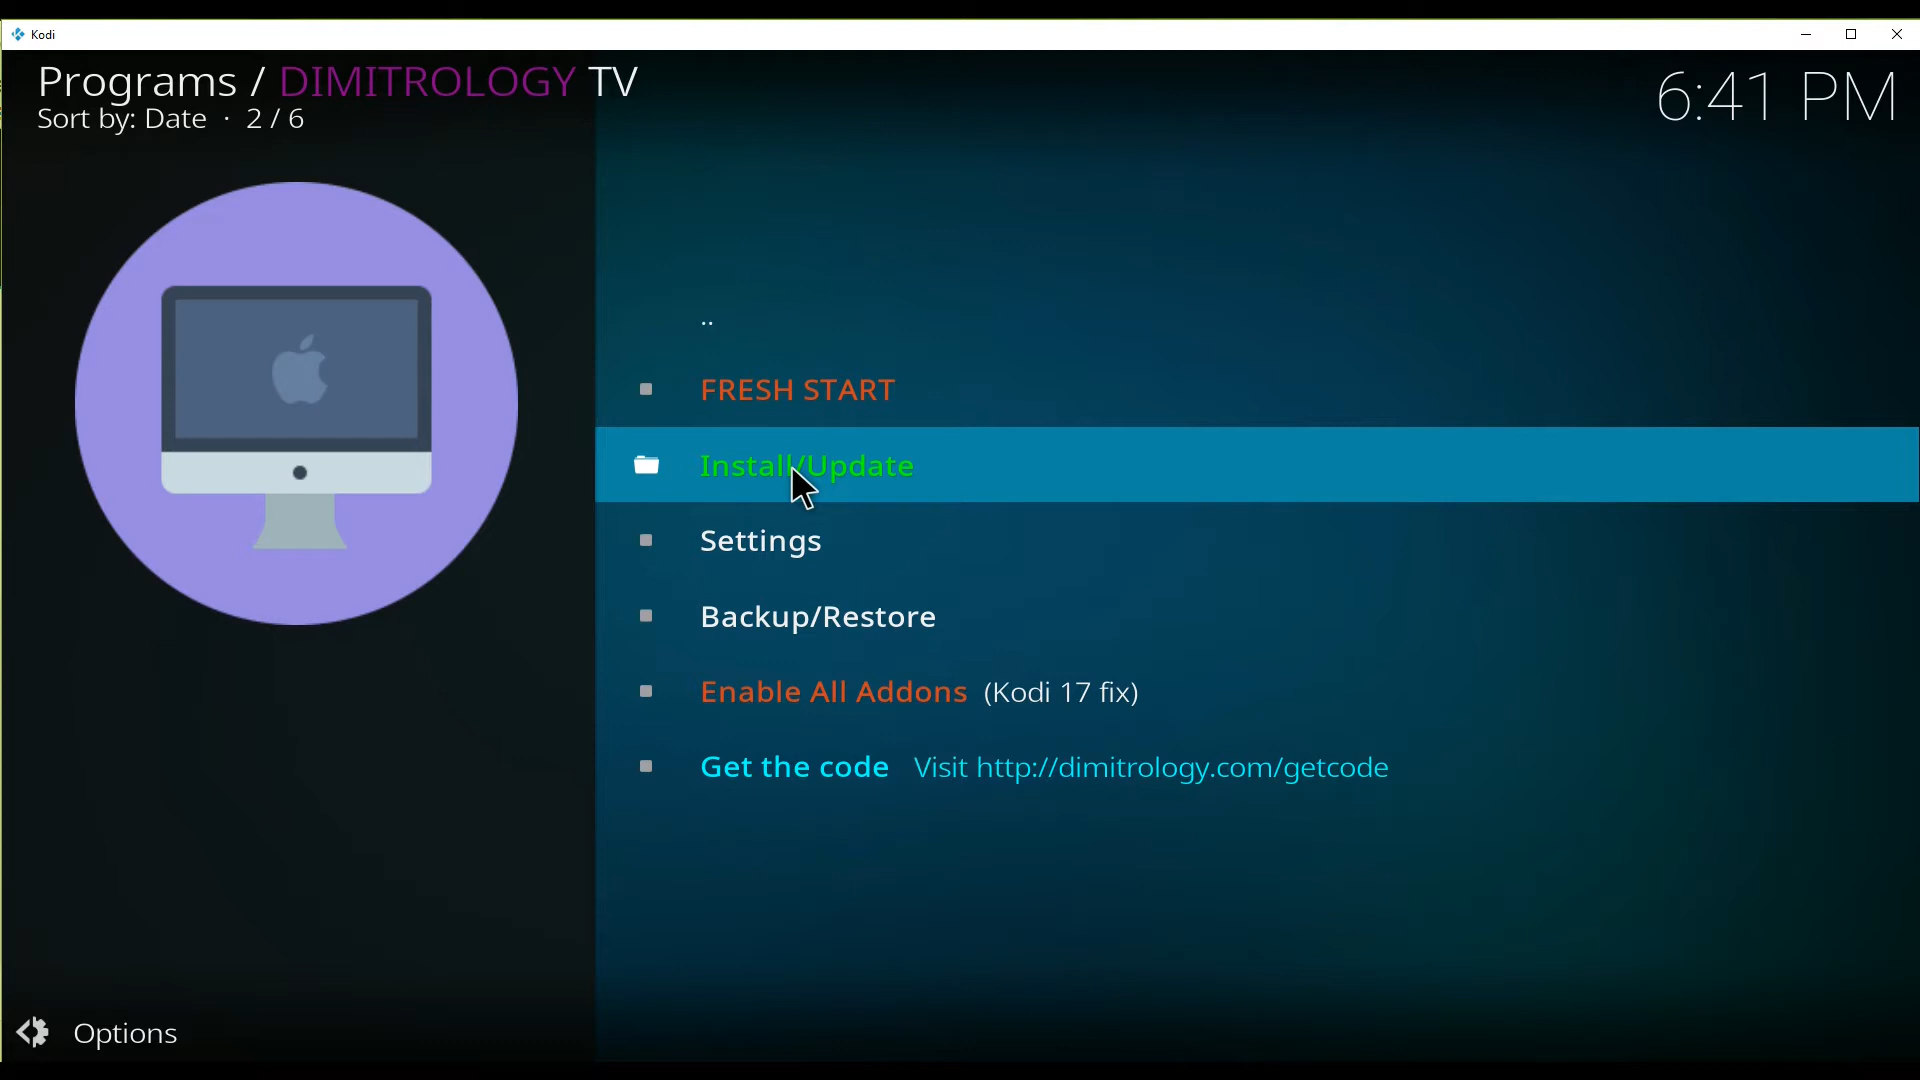 Kodi
Programs / DIMITROLOGY TV
Sort by: Date · 2 / 6
6:41 PM
..
FRESH START
Install/Update
Settings
Backup/Restore
Enable All Addons (Kodi 17 fix)
Get the code Visit http://dimitrology.com/getcode
Options